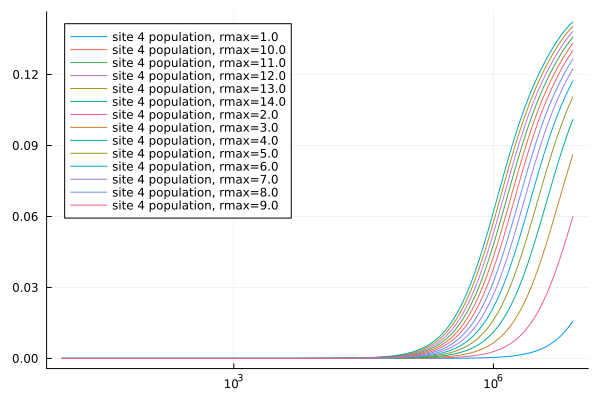 site 4 population, rmax=1.0
site 4 population, rmax=10.0
site 4 population, rmax=11.0
site 4 population, rmax=12.0
site 4 population, rmax=13.0
site 4 population, rmax=14.0
site 4 population, rmax=2.0
site 4 population, rmax=3.0
site 4 population, rmax=4.0
site 4 population, rmax=5.0
site 4 population, rmax=6.0
site 4 population, rmax=7.0
site 4 population, rmax=8.0
site 4 population, rmax=9.0
0.12
0.09
0.06
0.03
0.00
10³
10⁶